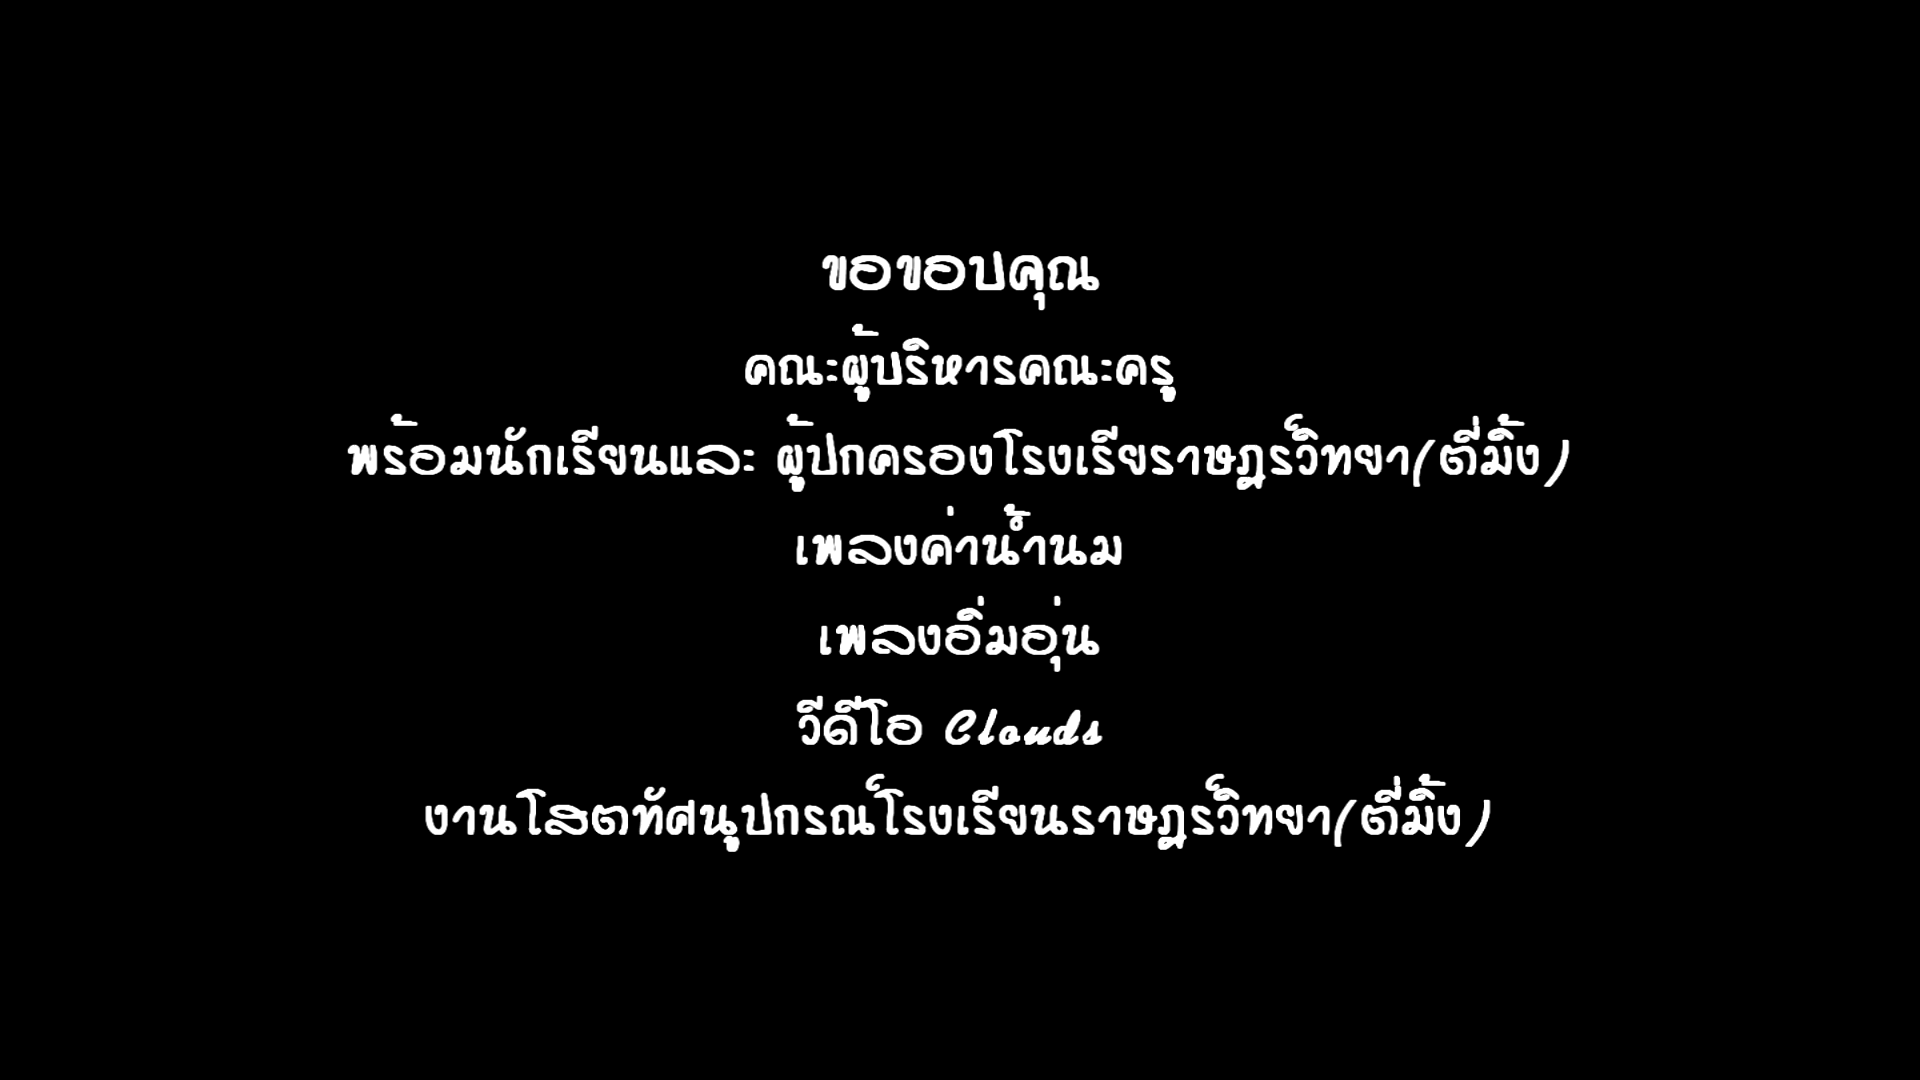 ขอขอบคุณ
คณะผู้บริหารคณะครู
พร้อมนักเรียนและ ผู้ปกครองโรงเรียราษฎร์วิทยา(ตี่มิ้ง)
เพลงค่าน้ำนม
เพลงอิ่มอุ่น
วีดีโอ Clouds
งานโสตทัศนูปกรณ์โรงเรียนราษฎร์วิทยา(ตี่มิ้ง)